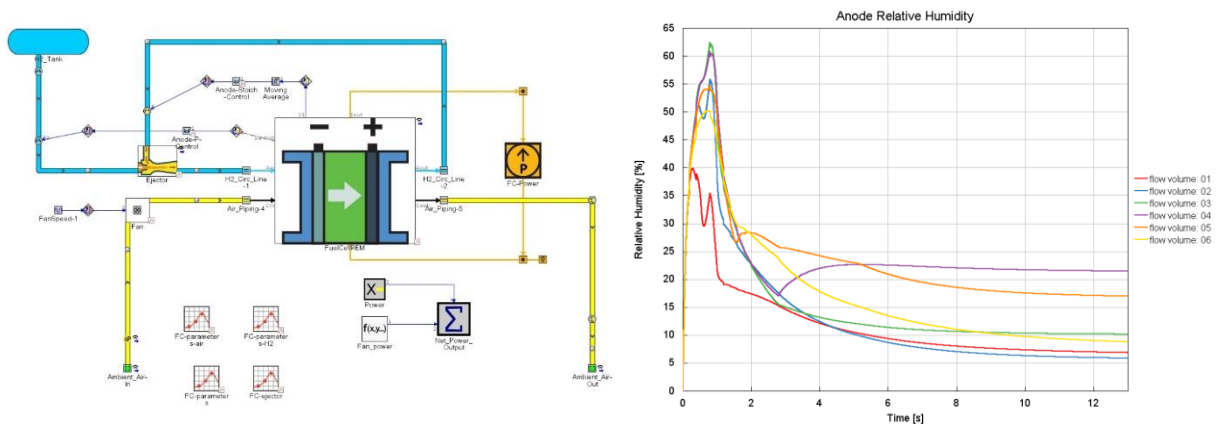 H2_Tank
Anode-Stoich
-Control
Moving
Average
Anode-P-
Control
Ejector
H2_Circ_Line
-1
H2_Circ_Line
-2
FC-Power
P
FanSpead-1
Fan
Air_Piping-4
Air_Piping-5
FuelCellPEM
X
Power
f(x,y,..)
Fan_power
Σ
Net_Power_
Output
FC-parameter
s-air
FC-parameter
s-H2
FC-parameter
s
FC-ejector
Ambient_Air-
In
Ambient_Air-
Out
Anode Relative Humidity
Relative Humidity [%]
65
60
55
50
45
40
35
30
25
20
15
10
5
0
0
2
4
6
8
10
12
Time [s]
flow volume: 01
flow volume: 02
flow volume: 03
flow volume: 04
flow volume: 05
flow volume: 06